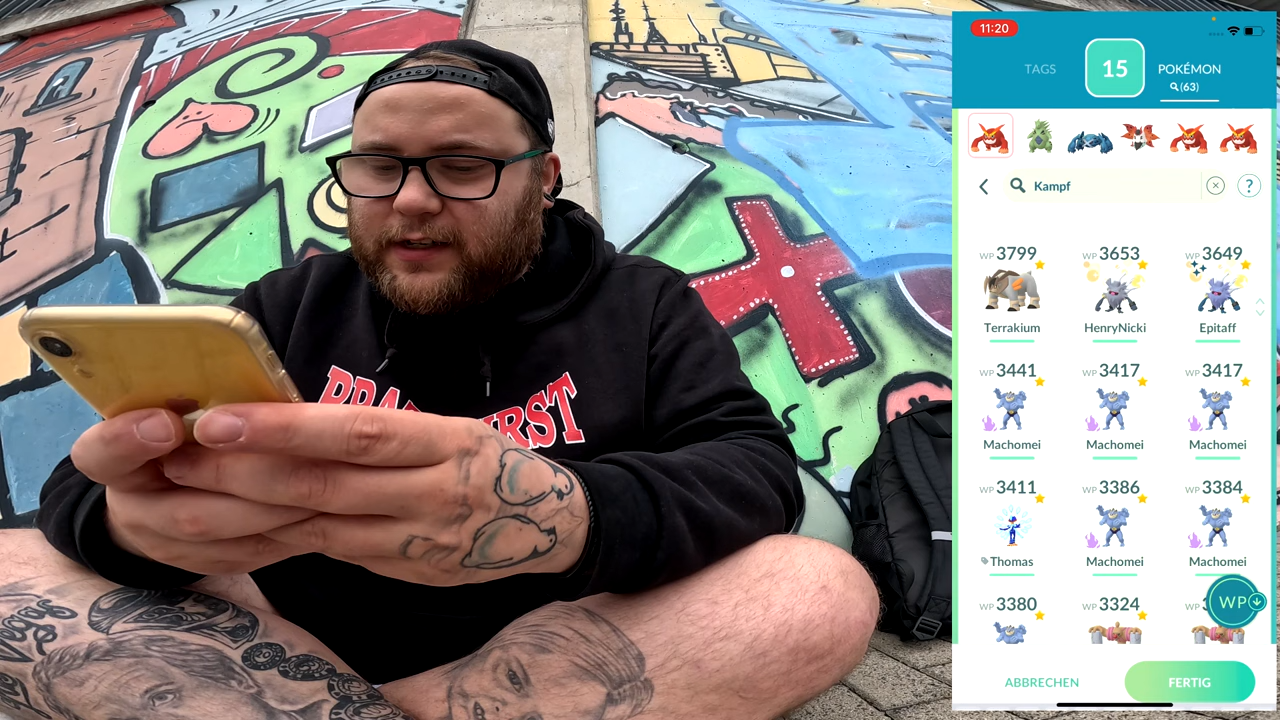 11:20
TAGS
15
POKÉMON
(63)
Kampf
?
WP 3799
WP 3653
WP 3649
Terrakium
HenryNicki
Epitaff
WP 3441
WP 3417
WP 3417
Machomei
Machomei
Machomei
WP 3411
WP 3386
WP 3384
Thomas
Machomei
Machomei
WP 3380
WP 3324
WP
WP
ABBRECHEN
FERTIG
Vegas